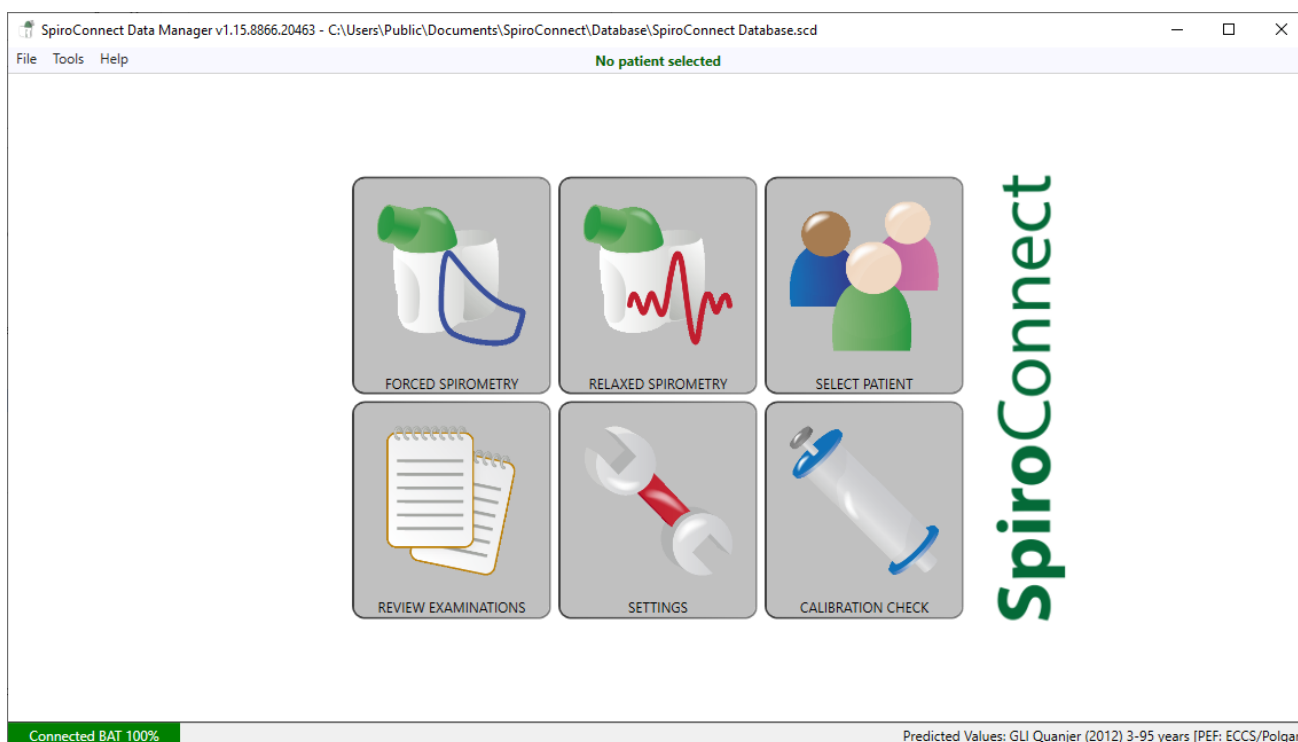 SpiroConnect Data Manager v1.15.8866.20463 - C:\Users\Public\Documents\SpiroConnect\Database\SpiroConnect Database.scd
File Tools Help
No patient selected
FORCED SPIROMETRY
RELAXED SPIROMETRY
SELECT PATIENT
REVIEW EXAMINATIONS
SETTINGS
CALIBRATION CHECK
SpiroConnect
Connected BAT 100%
Predicted Values: GLI Quanjer (2012) 3-95 years [PEF: ECCS/Polgar